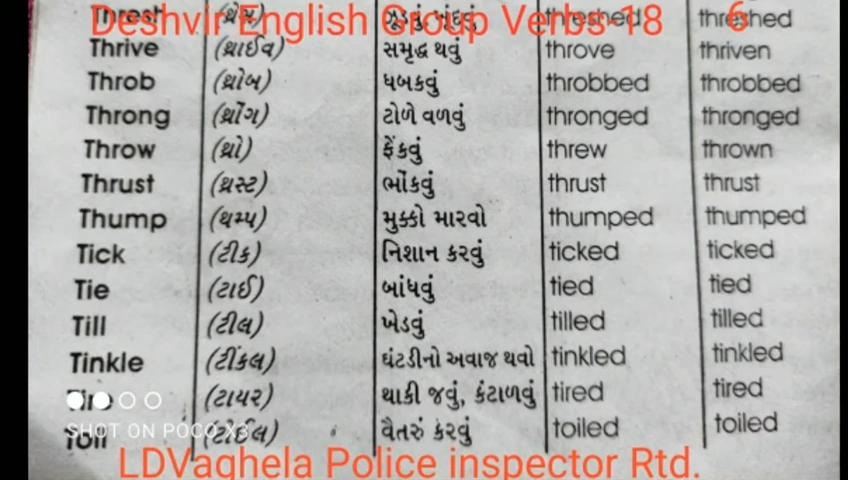 Deshvir English Group Verbs 18 6
Thresh (થ્રેશ) ઝૂડવું threshed threshed
Thrive (થ્રાઈવ) સમૃદ્ધ થવું throve thriven
Throb (થ્રોબ) ધબકવું throbbed throbbed
Throng (થ્રોંગ) ટોળે વળવું thronged thronged
Throw (થ્રો) ફેંકવું threw thrown
Thrust (થ્રસ્ટ) ભોંકવું thrust thrust
Thump (થમ્પ) મુક્કો મારવો thumped thumped
Tick (ટીક) નિશાન કરવું ticked ticked
Tie (ટાઈ) બાંધવું tied tied
Till (ટીલ) ખેડવું tilled tilled
Tinkle (ટીંકલ) ઘંટડીનો અવાજ થવો tinkled tinkled
Tire (ટાયર) થાકી જવું, કંટાળવું tired tired
SHOT ON POCO X3
Toil (ટોઈલ) વૈતરું કરવું toiled toiled
LDVaghela Police inspector Rtd.